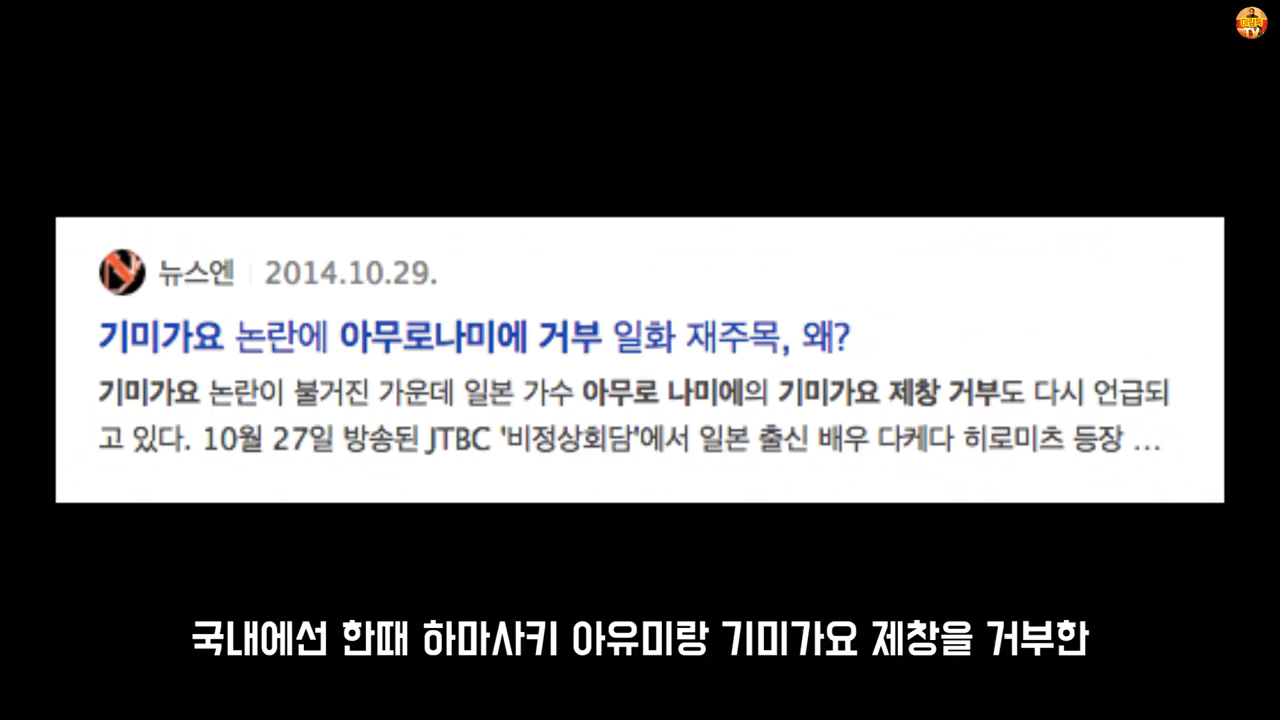 뉴스엔 2014.10.29.
기미가요 논란에 아무로나미에 거부 일화 재주목, 왜?
기미가요 논란이 불거진 가운데 일본 가수 아무로 나미에의 기미가요 제창 거부도 다시 언급되
고 있다. 10월 27일 방송된 JTBC '비정상회담'에서 일본 출신 배우 다케다 히로미츠 등장 ...
국내에선 한때 하마사키 아유미랑 기미가요 제창을 거부한